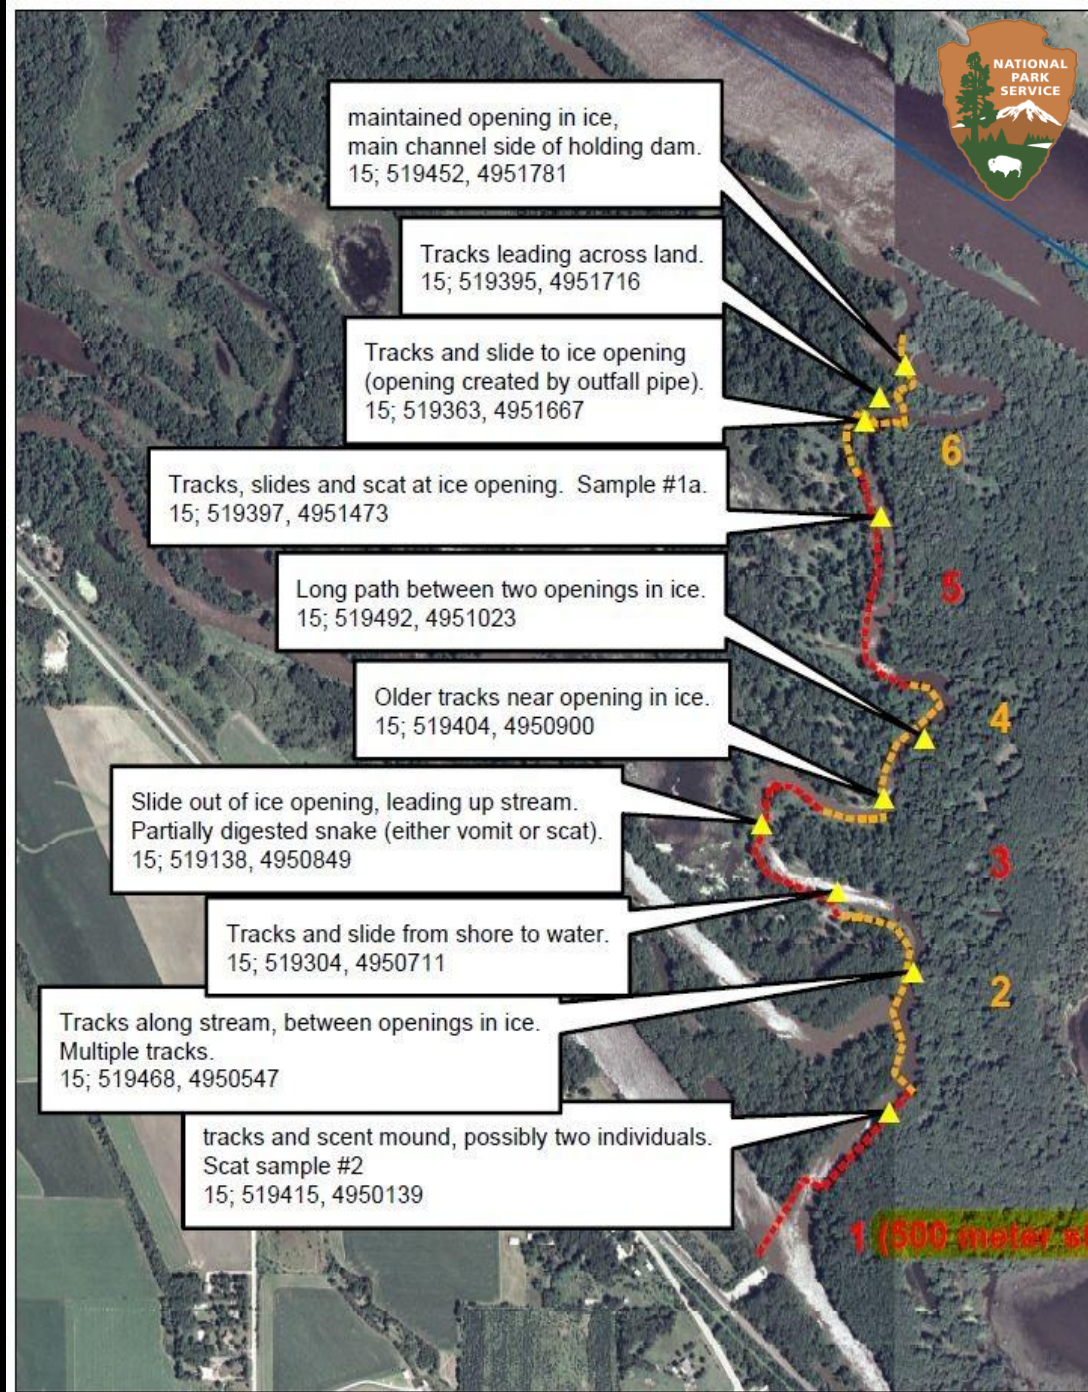 NATIONAL
PARK
SERVICE
maintained opening in ice,
main channel side of holding dam.
15; 519452, 4951781
Tracks leading across land.
15; 519395, 4951716
Tracks and slide to ice opening
(opening created by outfall pipe).
15; 519363, 4951667
6
Tracks, slides and scat at ice opening.  Sample #1a.
15; 519397, 4951473
5
Long path between two openings in ice.
15; 519492, 4951023
4
Older tracks near opening in ice.
15; 519404, 4950900
Slide out of ice opening, leading up stream.
Partially digested snake (either vomit or scat).
15; 519138, 4950849
3
Tracks and slide from shore to water.
15; 519304, 4950711
2
Tracks along stream, between openings in ice.
Multiple tracks.
15; 519468, 4950547
tracks and scent mound, possibly two individuals.
Scat sample #2
15; 519415, 4950139
1 (500 meter